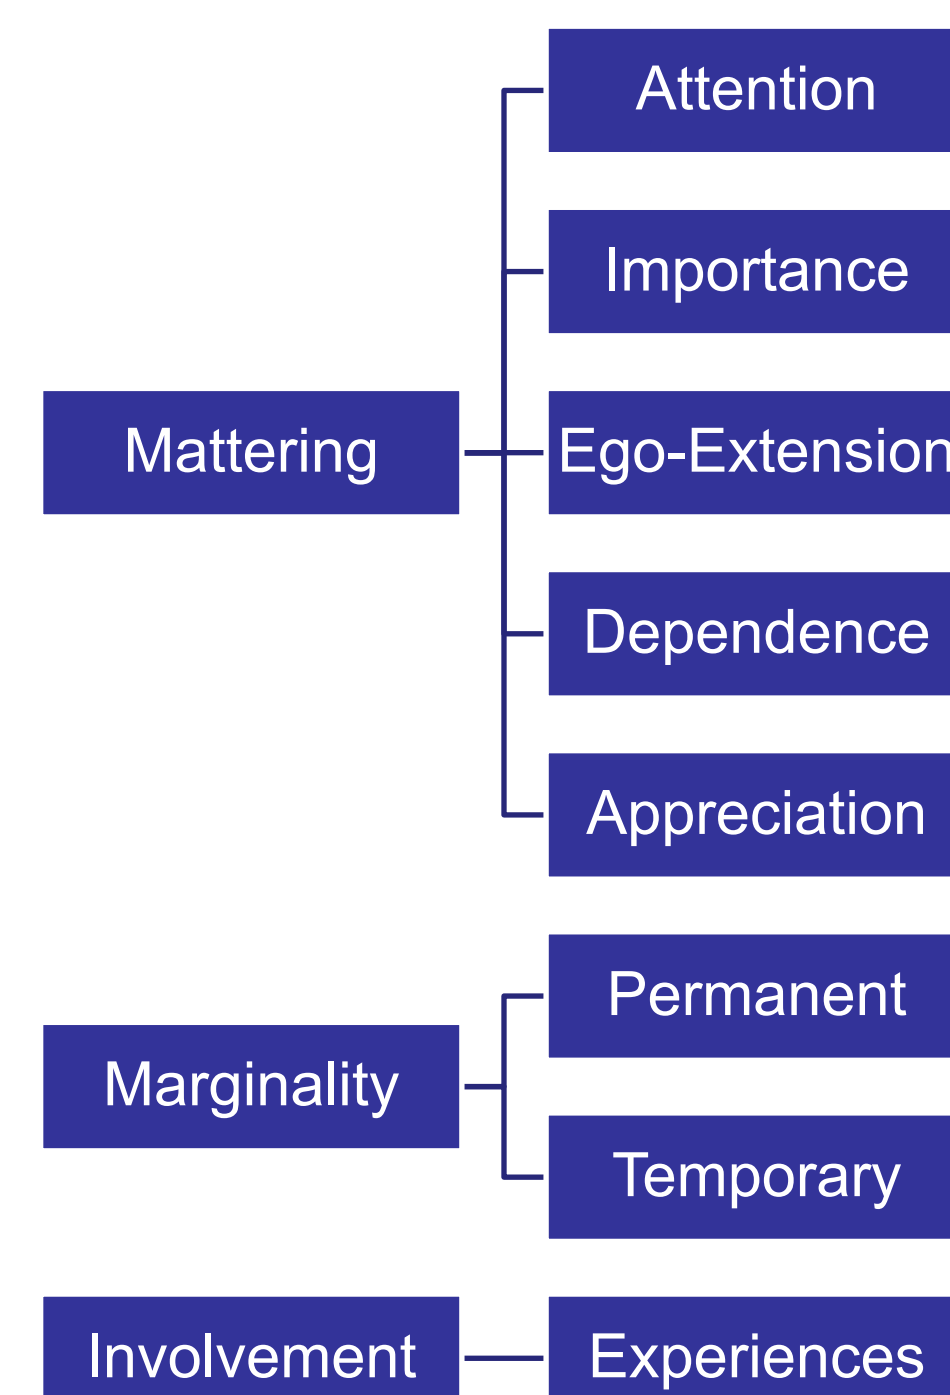 Mattering
Attention
Importance
Ego-Extension
Dependence
Appreciation
Marginality
Permanent
Temporary
Involvement
Experiences